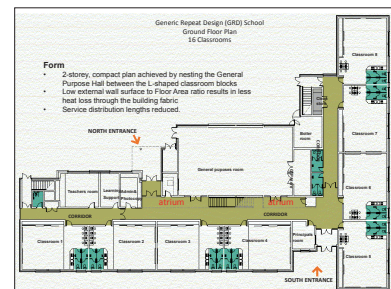 Generic Repeat Design (GRD) School
Ground Floor Plan
16 Classrooms
Form
• 2-storey, compact plan achieved by nesting the General
Purpose Hall between the L-shaped classroom blocks
• Low external wall surface to Floor Area ratio results in less
heat loss through the building fabric
• Service distribution lengths reduced.
NORTH ENTRANCE
Classroom 8
Boiler
room
Classroom 7
General puposes room
Teachers room
Learning
Support
atrium
atrium
Classroom 6
CORRIDOR
CORRIDOR
Classroom 1
Classroom 2
Classroom 3
Classroom 4
Principals
room
Classroom 5
SOUTH ENTRANCE